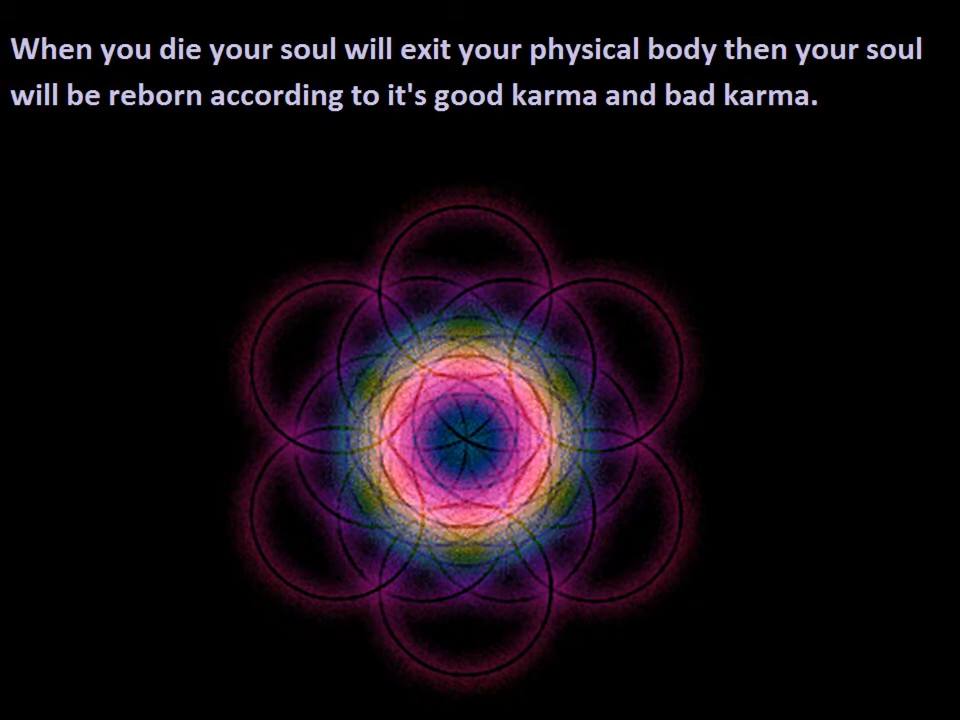 When you die your soul will exit your physical body then your soul
will be reborn according to it's good karma and bad karma.